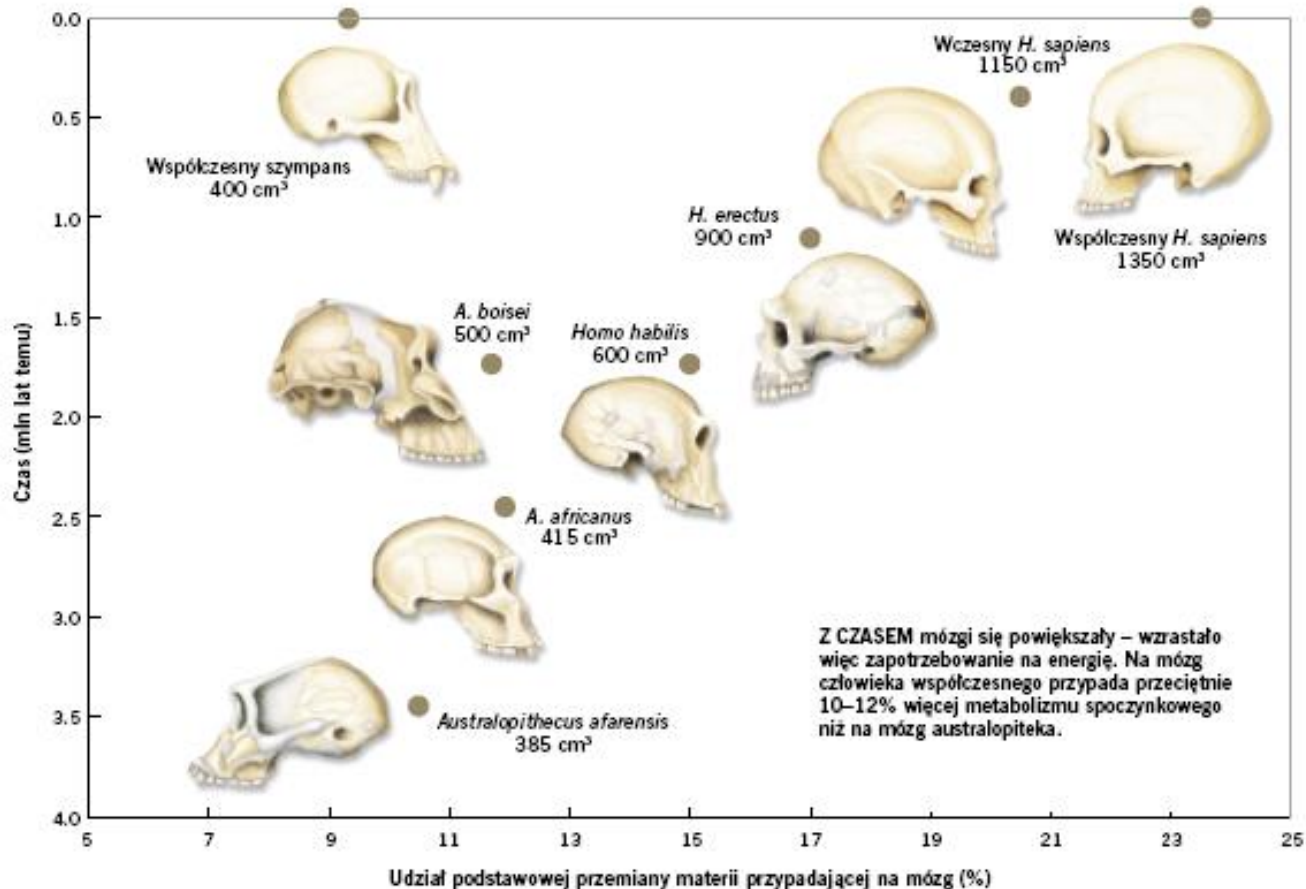 0.0
0.5
1.0
1.5
2.0
2.5
3.0
3.5
4.0
Czas (mln lat temu)
Współczesny szympans
400 cm³
Wczesny H. sapiens
1150 cm³
H. erectus
900 cm³
Współczesny H. sapiens
1350 cm³
A. boisei
500 cm³
Homo habilis
600 cm³
A. africanus
415 cm³
Australopithecus afarensis
385 cm³
Z CZASEM mózgi się powiększały – wzrastało
więc zapotrzebowanie na energię. Na mózg
człowieka współczesnego przypada przeciętnie
10–12% więcej metabolizmu spoczynkowego
niż na mózg australopiteka.
5 7 9 11 13 15 17 19 21 23 25
Udział podstawowej przemiany materii przypadającej na mózg (%)